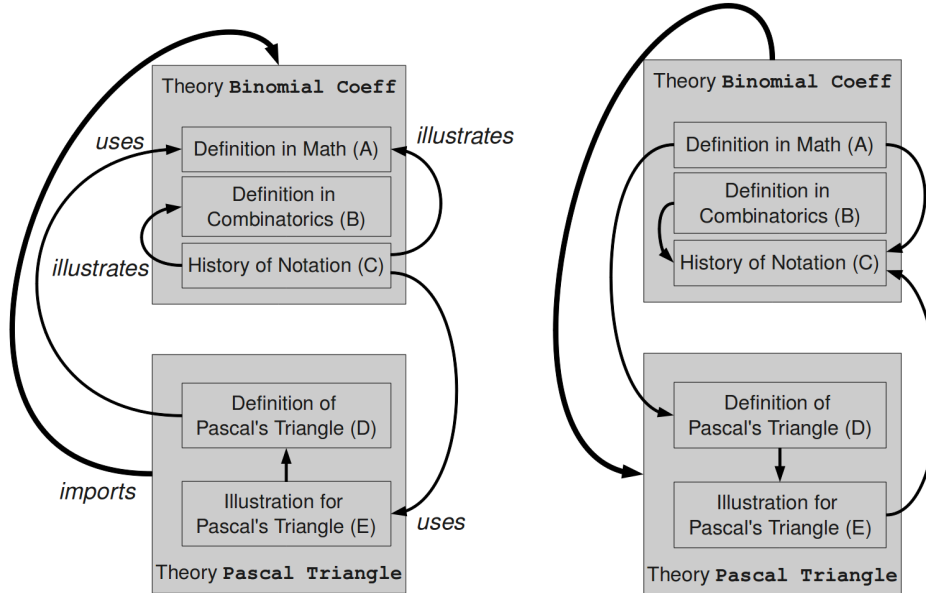 Theory Binomial Coeff
uses
illustrates
Definition in Math (A)
Definition in
Combinatorics (B)
illustrates
History of Notation (C)
Definition of
Pascal's Triangle (D)
imports
Illustration for
Pascal's Triangle (E)
uses
Theory Pascal Triangle
Theory Binomial Coeff
Definition in Math (A)
Definition in
Combinatorics (B)
History of Notation (C)
Definition of
Pascal's Triangle (D)
Illustration for
Pascal's Triangle (E)
Theory Pascal Triangle